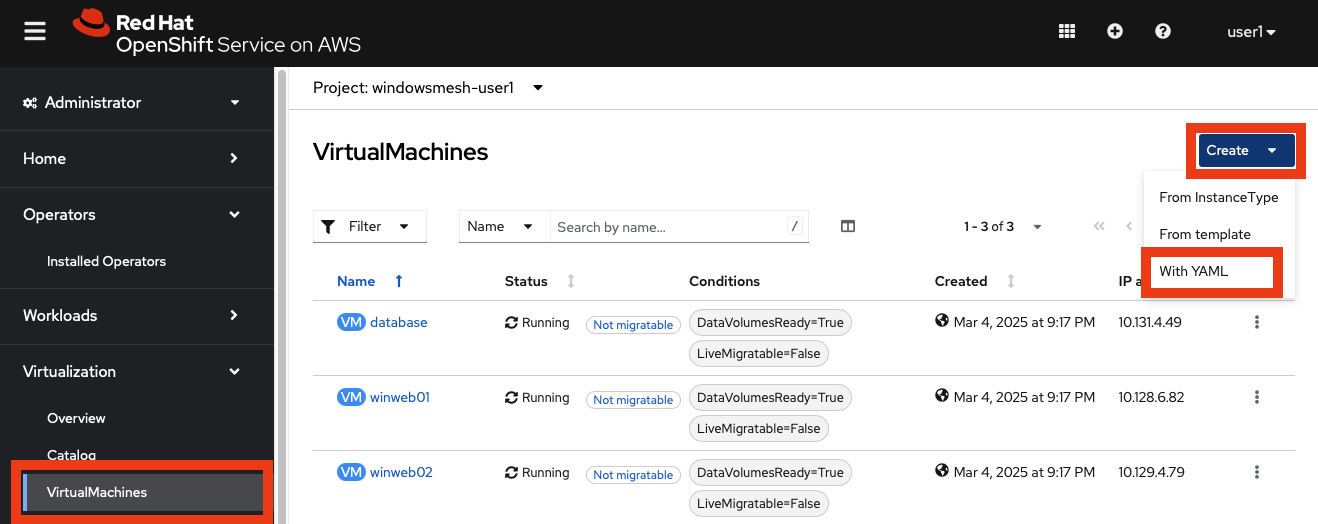 Red Hat
OpenShift Service on AWS
user1
Administrator
Home
Operators
Installed Operators
Workloads
Virtualization
Overview
Catalog
VirtualMachines
Project: windowsmesh-user1
VirtualMachines
Create
From InstanceType
From template
With YAML
Filter
Name
Search by name...
/
1 - 3 of 3
Name Status Conditions Created IP a
VM database Running Not migratable DataVolumesReady=True Mar 4, 2025 at 9:17 PM 10.131.4.49
LiveMigratable=False
VM winweb01 Running Not migratable DataVolumesReady=True Mar 4, 2025 at 9:17 PM 10.128.6.82
LiveMigratable=False
VM winweb02 Running Not migratable DataVolumesReady=True Mar 4, 2025 at 9:17 PM 10.129.4.79
LiveMigratable=False